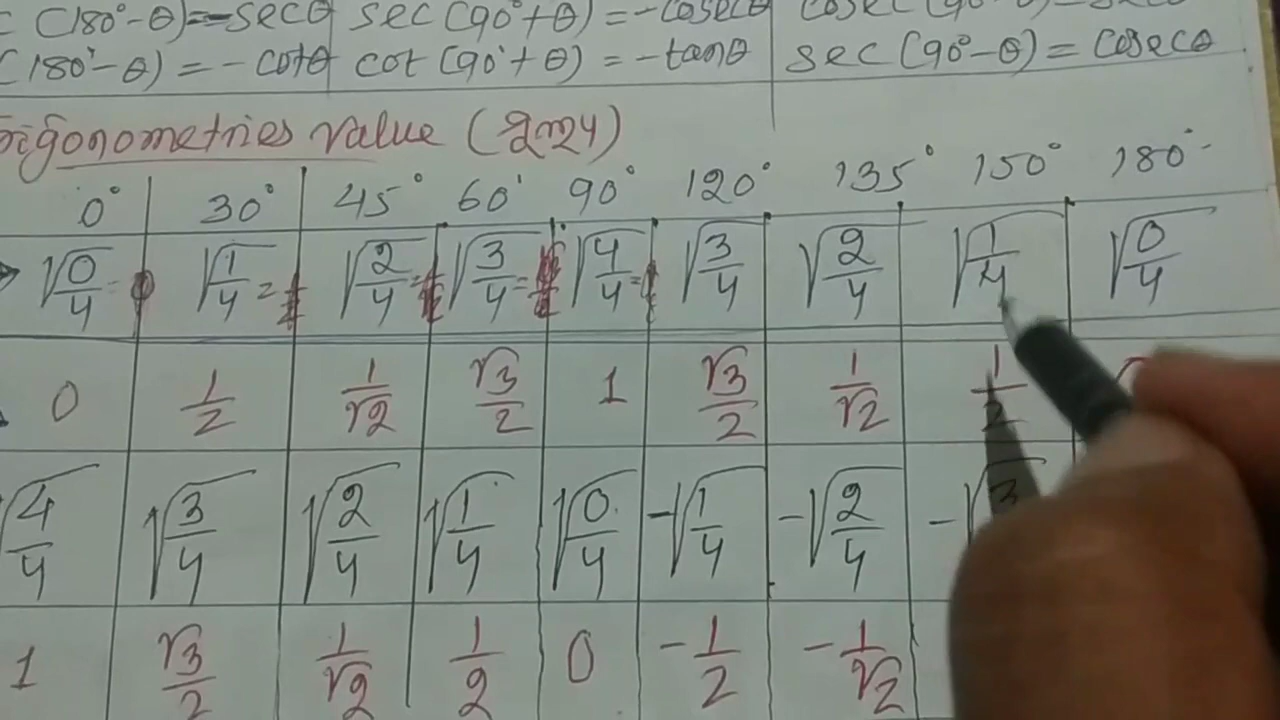 C (180°-θ)=-secθ sec (90°+θ)=-cosecθ cosec (90°-θ)=sec
(180°-θ) = -cotθ cot (90°+θ) = -tanθ sec (90°-θ) = cosecθ
rigonometries value (મૂલ્ય)
0° 30° 45° 60° 90° 120° 135° 150° 180°
√0/4 = √1/4 = √2/4 = √3/4 = √4/4 = √3/4 √2/4 √1/4 √0/4
0 1/2 1/√2 √3/2 1 √3/2 1/√2 1/2
√4/4 √3/4 √2/4 √1/4 √0/4 -√1/4 -√2/4 -√3
1 √3/2 1/√2 1/2 0 -1/2 -1/√2